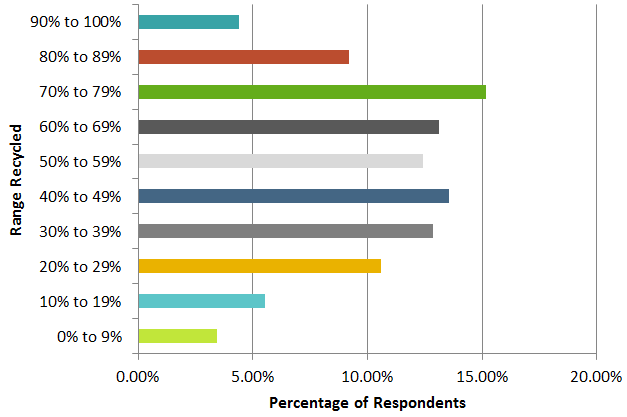 90% to 100%
80% to 89%
70% to 79%
60% to 69%
50% to 59%
40% to 49%
30% to 39%
20% to 29%
10% to 19%
0% to 9%
Range Recycled
0.00% 5.00% 10.00% 15.00% 20.00%
Percentage of Respondents